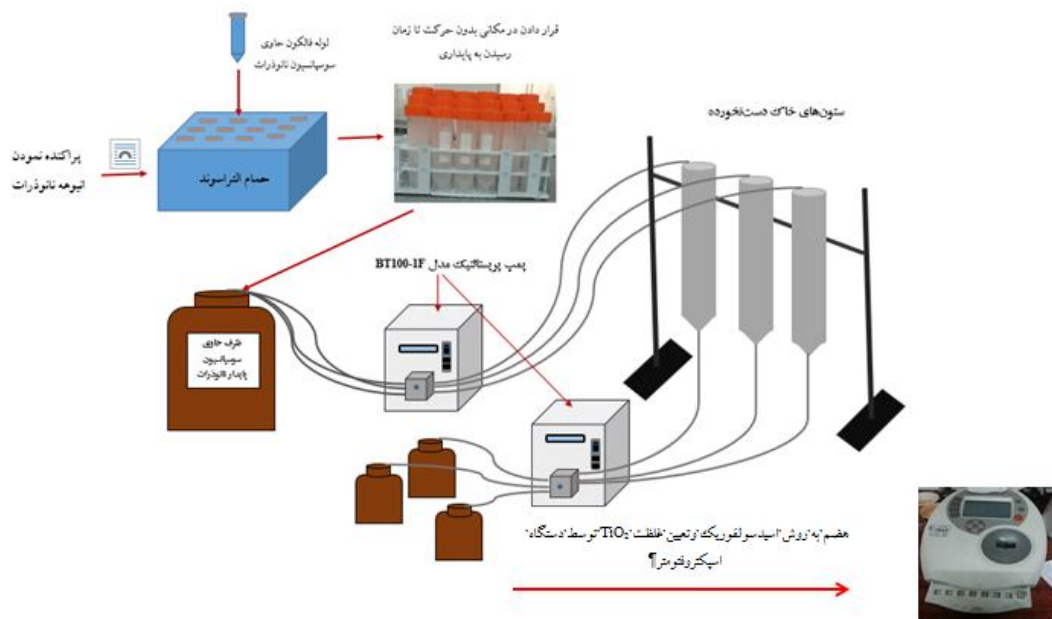 لوله فالکون حاوی
سوسپانسیون نانوذرات
قرار دادن در مکانی بدون حرکت تا زمان
رسیدن به پایداری
ستون‌های خاک دست‌نخورده
پراکنده نمودن
انبوهه نانوذرات
حمام التراسوند
پمپ پریستالتیک مدل BT100-1F
ظرف حاوی
سوسپانسیون
پایدار نانوذرات
هضم به روش اسید سولفوریک و تعیین غلظت TiO₂ توسط دستگاه
اسپکتروفتومتر¶